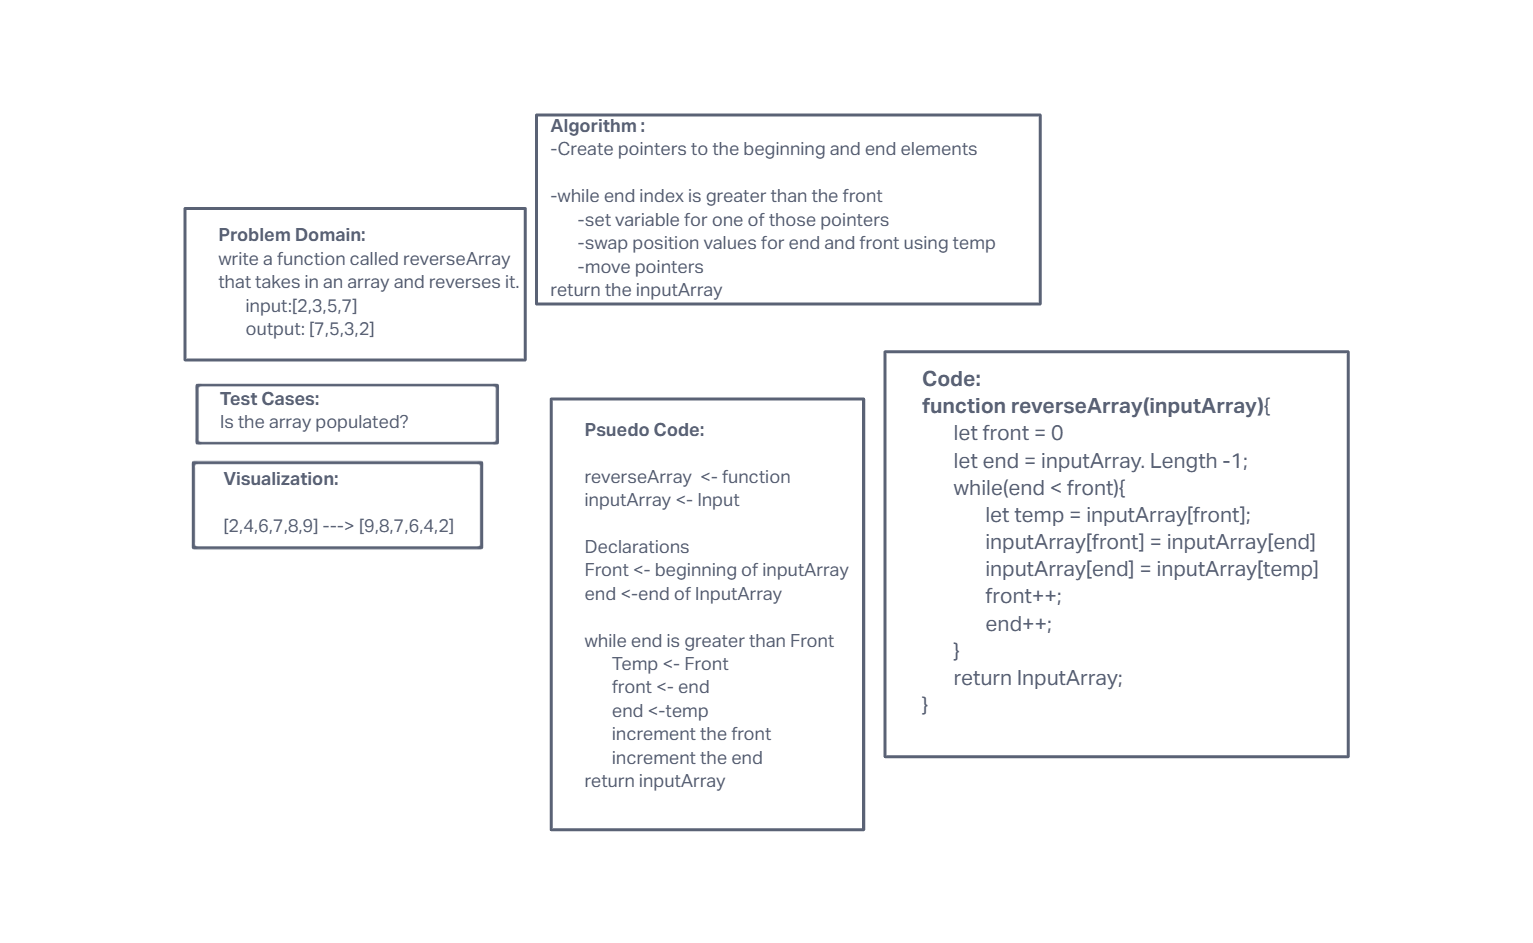 Algorithm :
-Create pointers to the beginning and end elements
-while end index is greater than the front
-set variable for one of those pointers
-swap position values for end and front using temp
-move pointers
return the inputArray
Problem Domain:
write a function called reverseArray
that takes in an array and reverses it.
input:[2,3,5,7]
output: [7,5,3,2]
Test Cases:
Is the array populated?
Visualization:
[2,4,6,7,8,9] ---> [9,8,7,6,4,2]
Psuedo Code:
reverseArray <- function
inputArray <- Input
Declarations
Front <- beginning of inputArray
end <-end of InputArray
while end is greater than Front
Temp <- Front
front <- end
end <-temp
increment the front
increment the end
return inputArray
Code:
function reverseArray(inputArray){
let front = 0
let end = inputArray. Length -1;
while(end < front){
let temp = inputArray[front];
inputArray[front] = inputArray[end]
inputArray[end] = inputArray[temp]
front++;
end++;
}
return InputArray;
}